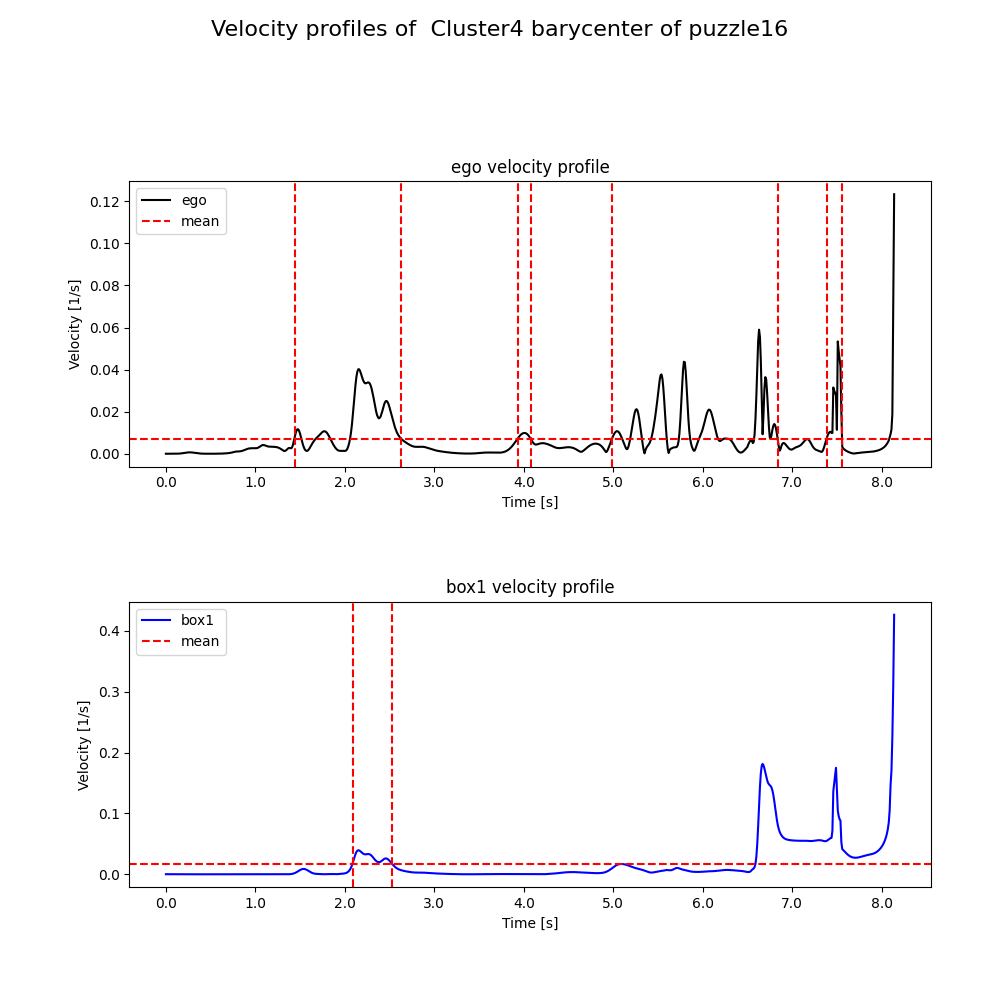 Velocity profiles of  Cluster4 barycenter of puzzle16
ego velocity profile
ego
mean
Velocity [1/s]
0.12
0.10
0.08
0.06
0.04
0.02
0.00
0.0 1.0 2.0 3.0 4.0 5.0 6.0 7.0 8.0
Time [s]
box1 velocity profile
box1
mean
Velocity [1/s]
0.4
0.3
0.2
0.1
0.0
0.0 1.0 2.0 3.0 4.0 5.0 6.0 7.0 8.0
Time [s]